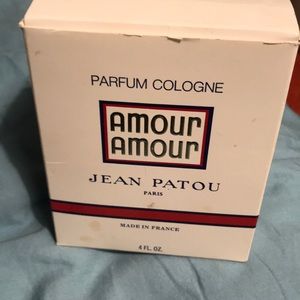 PARFUM COLOGNE
AMOUR
AMOUR
JEAN PATOU
PARIS
MADE IN FRANCE
4 FL. OZ.